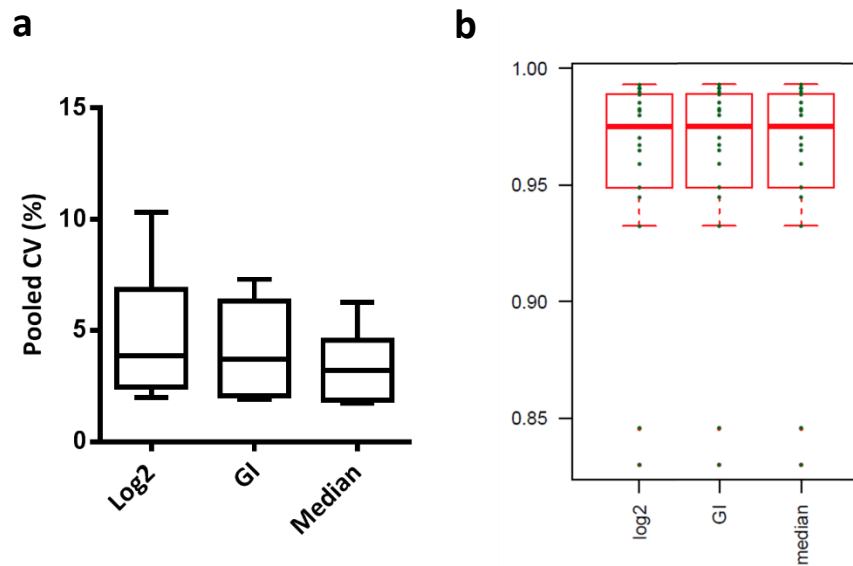 a
15
10
5
0
Pooled CV (%)
Log2
GI
Median
b
1.00
0.95
0.90
0.85
log2
GI
median